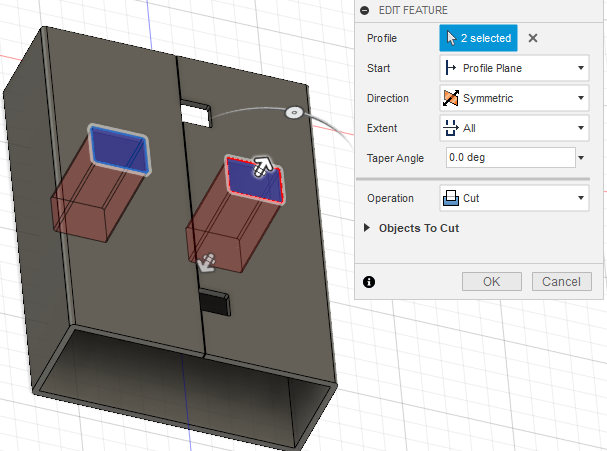 EDIT FEATURE
Profile 2 selected
Start Profile Plane
Direction Symmetric
Extent All
Taper Angle 0.0 deg
Operation Cut
Objects To Cut
OK Cancel